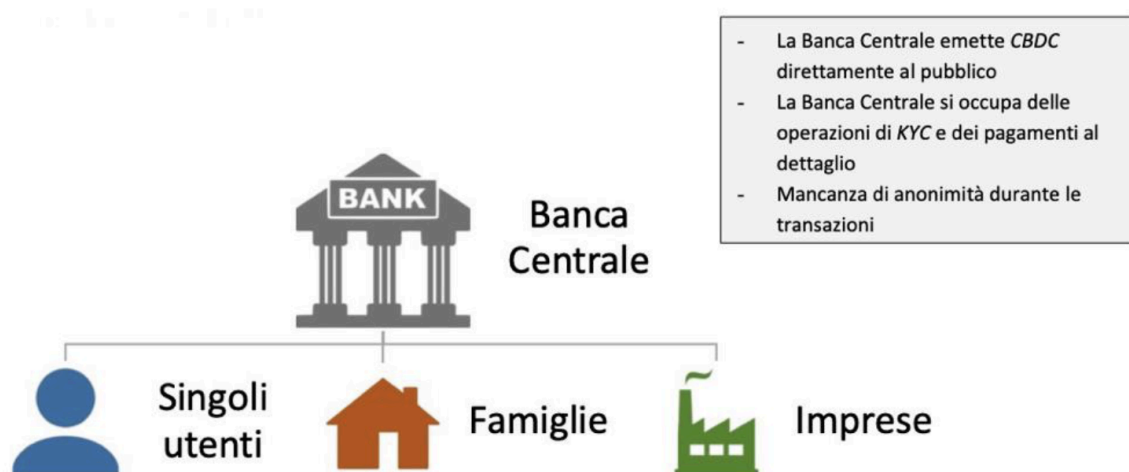 - La Banca Centrale emette CBDC
direttamente al pubblico
- La Banca Centrale si occupa delle
operazioni di KYC e dei pagamenti al
dettaglio
- Mancanza di anonimità durante le
transazioni
BANK
Banca
Centrale
Singoli
utenti
Famiglie
Imprese